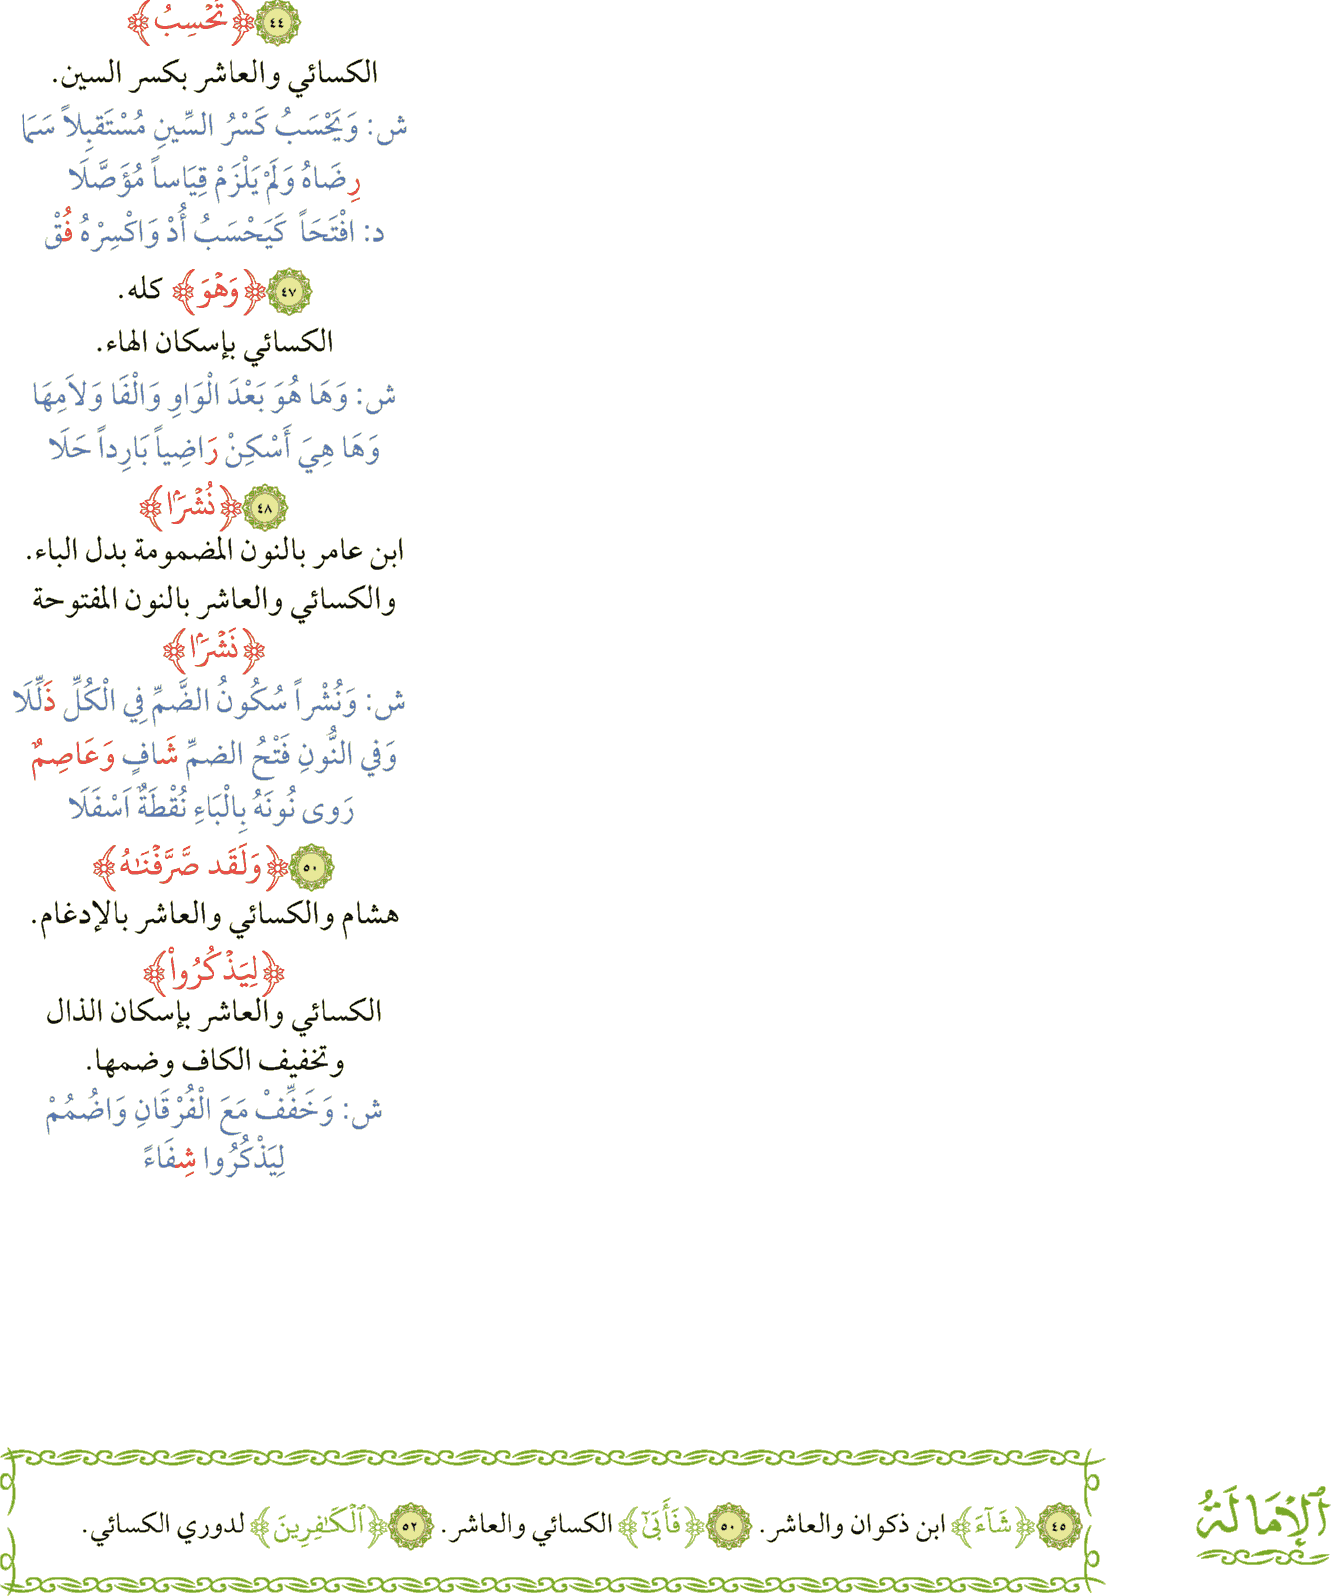 ٤٤ ﴿تَحۡسِبُ﴾
الكسائي والعاشر بكسر السين.
ش: وَيَحْسَبُ كَسْرُ السِّينِ مُسْتَقبِلاً سَمَا
رِضَاهُ وَلَمْ يَلْزَمْ قِيَاساً مُؤَصَّلَا
د: افْتَحَاً كَيَحْسَبُ أُدْ وَاكْسِرْهُ فُقْ
٤٧ ﴿وَهۡوَ﴾ كله.
الكسائي بإسكان الهاء.
ش: وَهَا هُوَ بَعْدَ الْوَاوِ وَالْفَا وَلاَمِهَا
وَهَا هِيَ أَسْكِنْ رَاضِياً بَارِداً حَلَا
٤٨ ﴿نُشۡرَۢا﴾
ابن عامر بالنون المضمومة بدل الباء.
والكسائي والعاشر بالنون المفتوحة
﴿نَشۡرَۢا﴾
ش: وَنُشْراً سُكُونُ الضَّمِّ فِي الْكُلِّ ذَلِّلَا
وَفي النُّونِ فَتْحُ الضمِّ شَافٍ وَعَاصِمٌ
رَوى نُونَهُ بِالْبَاءِ نُقْطَةٌ اَسْفَلَا
٥٠ ﴿وَلَقَد صَّرَّفۡنَٰهُ﴾
هشام والكسائي والعاشر بالإدغام.
﴿لِيَذۡكُرُواْ﴾
الكسائي والعاشر بإسكان الذال
وتخفيف الكاف وضمها.
ش: وَخَفِّفْ مَعَ الْفُرْقَانِ وَاضْمُمْ
لِيَذْكُرُوا شِفَاءً
الإمالة
٤٥ ﴿شَآءَ﴾ ابن ذكوان والعاشر. ٥٠ ﴿فَأَبَىٰٓ﴾ الكسائي والعاشر. ٥٢ ﴿ٱلۡكَٰفِرِينَ﴾ لدوري الكسائي.